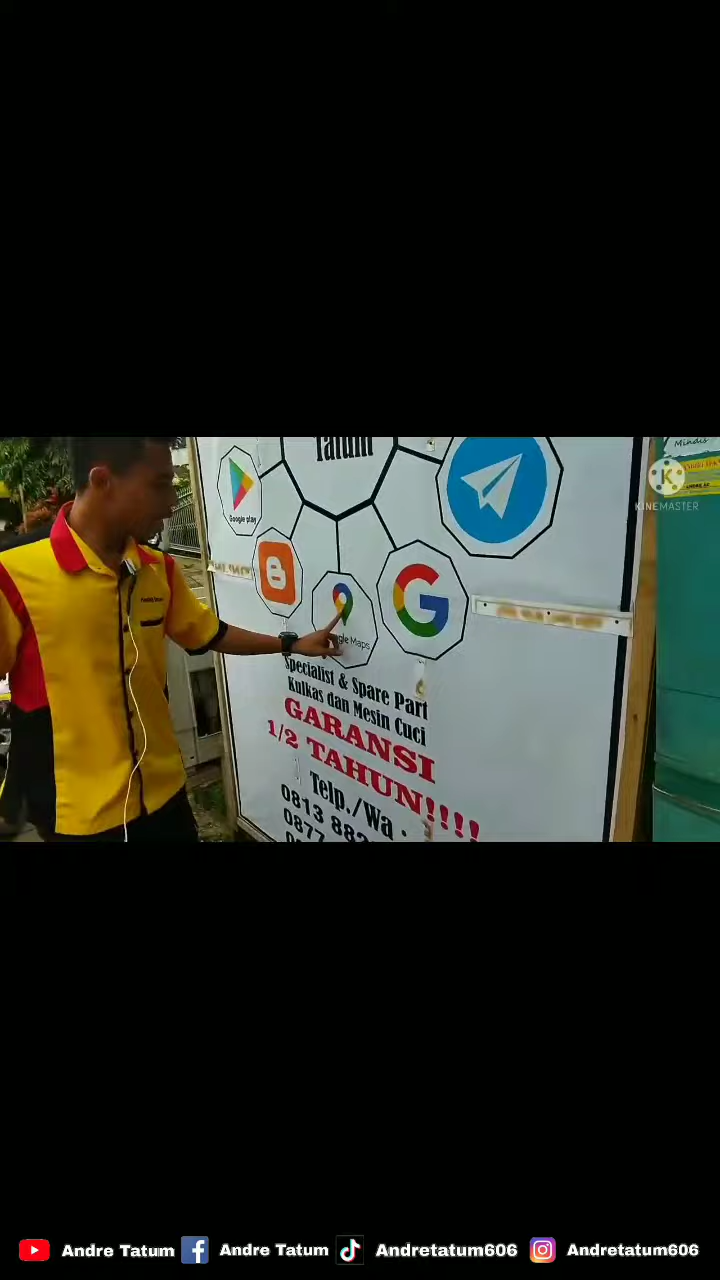 Tatum
Google play
Google Maps
Specialist & Spare Part
Kulkas dan Mesin Cuci
GARANSI
1/2 TAHUN!!!!
Telp./Wa
0813 882
0877
Mindis
KINEMASTER
Andre Tatum Andre Tatum Andretatum606 Andretatum606